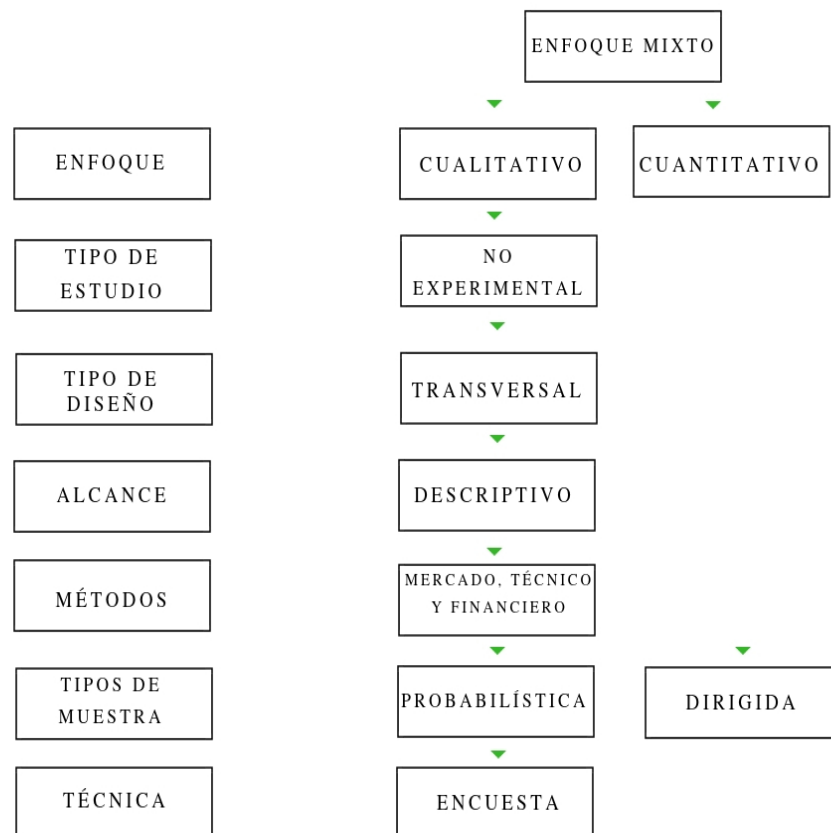 ENFOQUE MIXTO
ENFOQUE
CUALITATIVO
CUANTITATIVO
TIPO DE
ESTUDIO
NO
EXPERIMENTAL
TIPO DE
DISEÑO
TRANSVERSAL
ALCANCE
DESCRIPTIVO
MÉTODOS
MERCADO, TÉCNICO
Y FINANCIERO
TIPOS DE
MUESTRA
PROBABILÍSTICA
DIRIGIDA
TÉCNICA
ENCUESTA